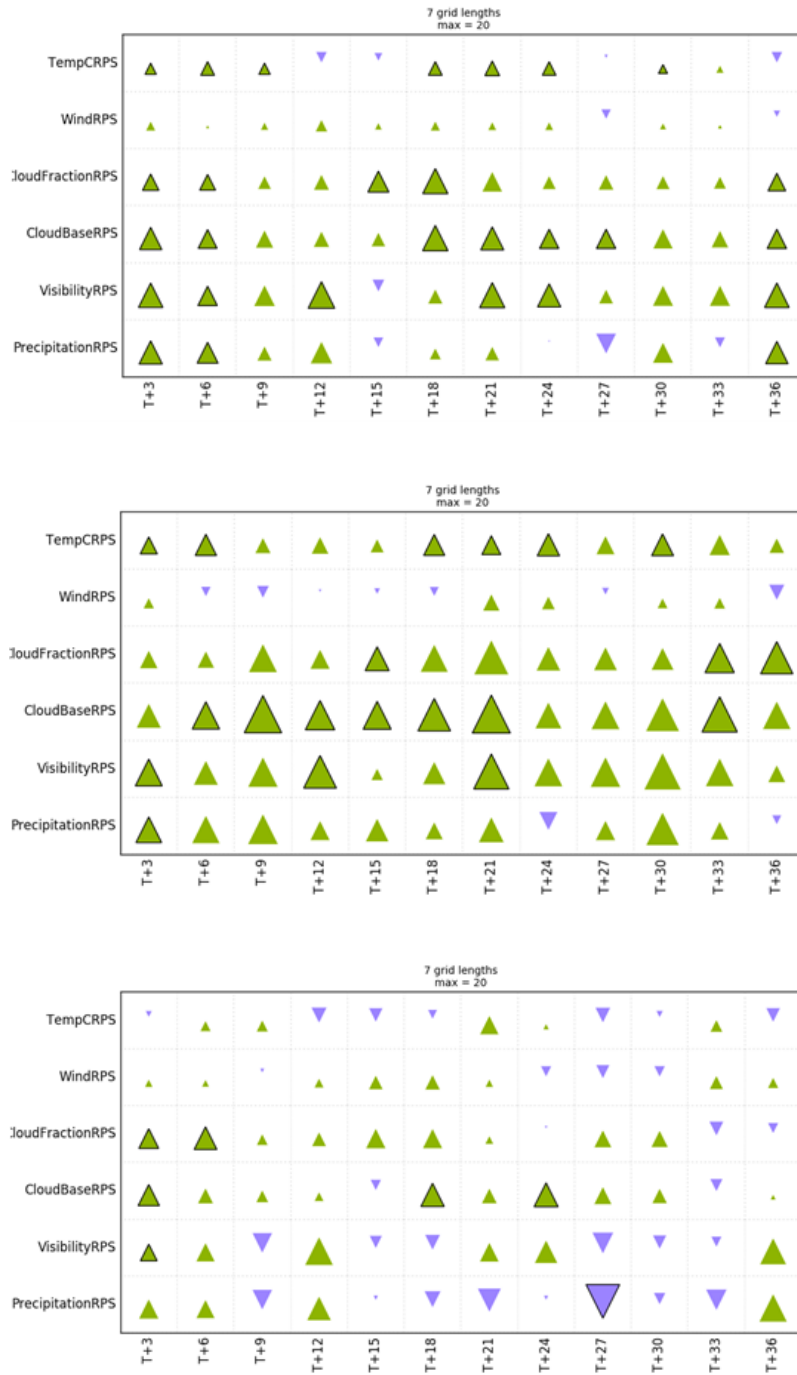 7 grid lengths
max = 20
TempCRPS
WindRPS
CloudFractionRPS
CloudBaseRPS
VisibilityRPS
PrecipitationRPS
T+3 T+6 T+9 T+12 T+15 T+18 T+21 T+24 T+27 T+30 T+33 T+36
7 grid lengths
max = 20
TempCRPS
WindRPS
CloudFractionRPS
CloudBaseRPS
VisibilityRPS
PrecipitationRPS
T+3 T+6 T+9 T+12 T+15 T+18 T+21 T+24 T+27 T+30 T+33 T+36
7 grid lengths
max = 20
TempCRPS
WindRPS
CloudFractionRPS
CloudBaseRPS
VisibilityRPS
PrecipitationRPS
T+3 T+6 T+9 T+12 T+15 T+18 T+21 T+24 T+27 T+30 T+33 T+36